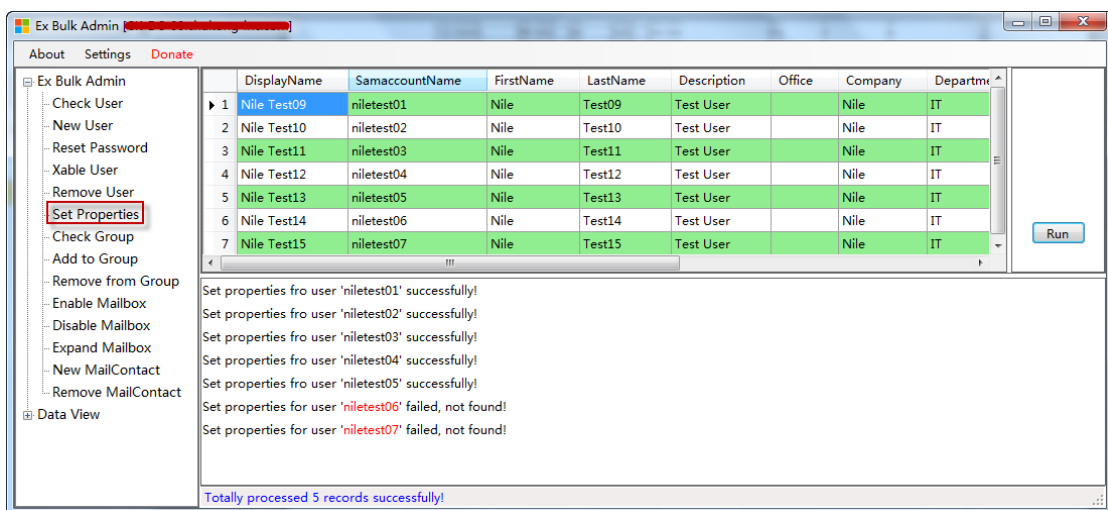 Ex Bulk Admin [
About Settings Donate
Ex Bulk Admin
Check User
New User
Reset Password
Xable User
Remove User
Set Properties
Check Group
Add to Group
Remove from Group
Enable Mailbox
Disable Mailbox
Expand Mailbox
New MailContact
Remove MailContact
Data View
DisplayName SamaccountName FirstName LastName Description Office Company Departme
1 Nile Test09 niletest01 Nile Test09 Test User Nile IT
2 Nile Test10 niletest02 Nile Test10 Test User Nile IT
3 Nile Test11 niletest03 Nile Test11 Test User Nile IT
4 Nile Test12 niletest04 Nile Test12 Test User Nile IT
5 Nile Test13 niletest05 Nile Test13 Test User Nile IT
6 Nile Test14 niletest06 Nile Test14 Test User Nile IT
7 Nile Test15 niletest07 Nile Test15 Test User Nile IT
Run
Set properties fro user 'niletest01' successfully!
Set properties fro user 'niletest02' successfully!
Set properties fro user 'niletest03' successfully!
Set properties fro user 'niletest04' successfully!
Set properties fro user 'niletest05' successfully!
Set properties for user 'niletest06' failed, not found!
Set properties for user 'niletest07' failed, not found!
Totally processed 5 records successfully!